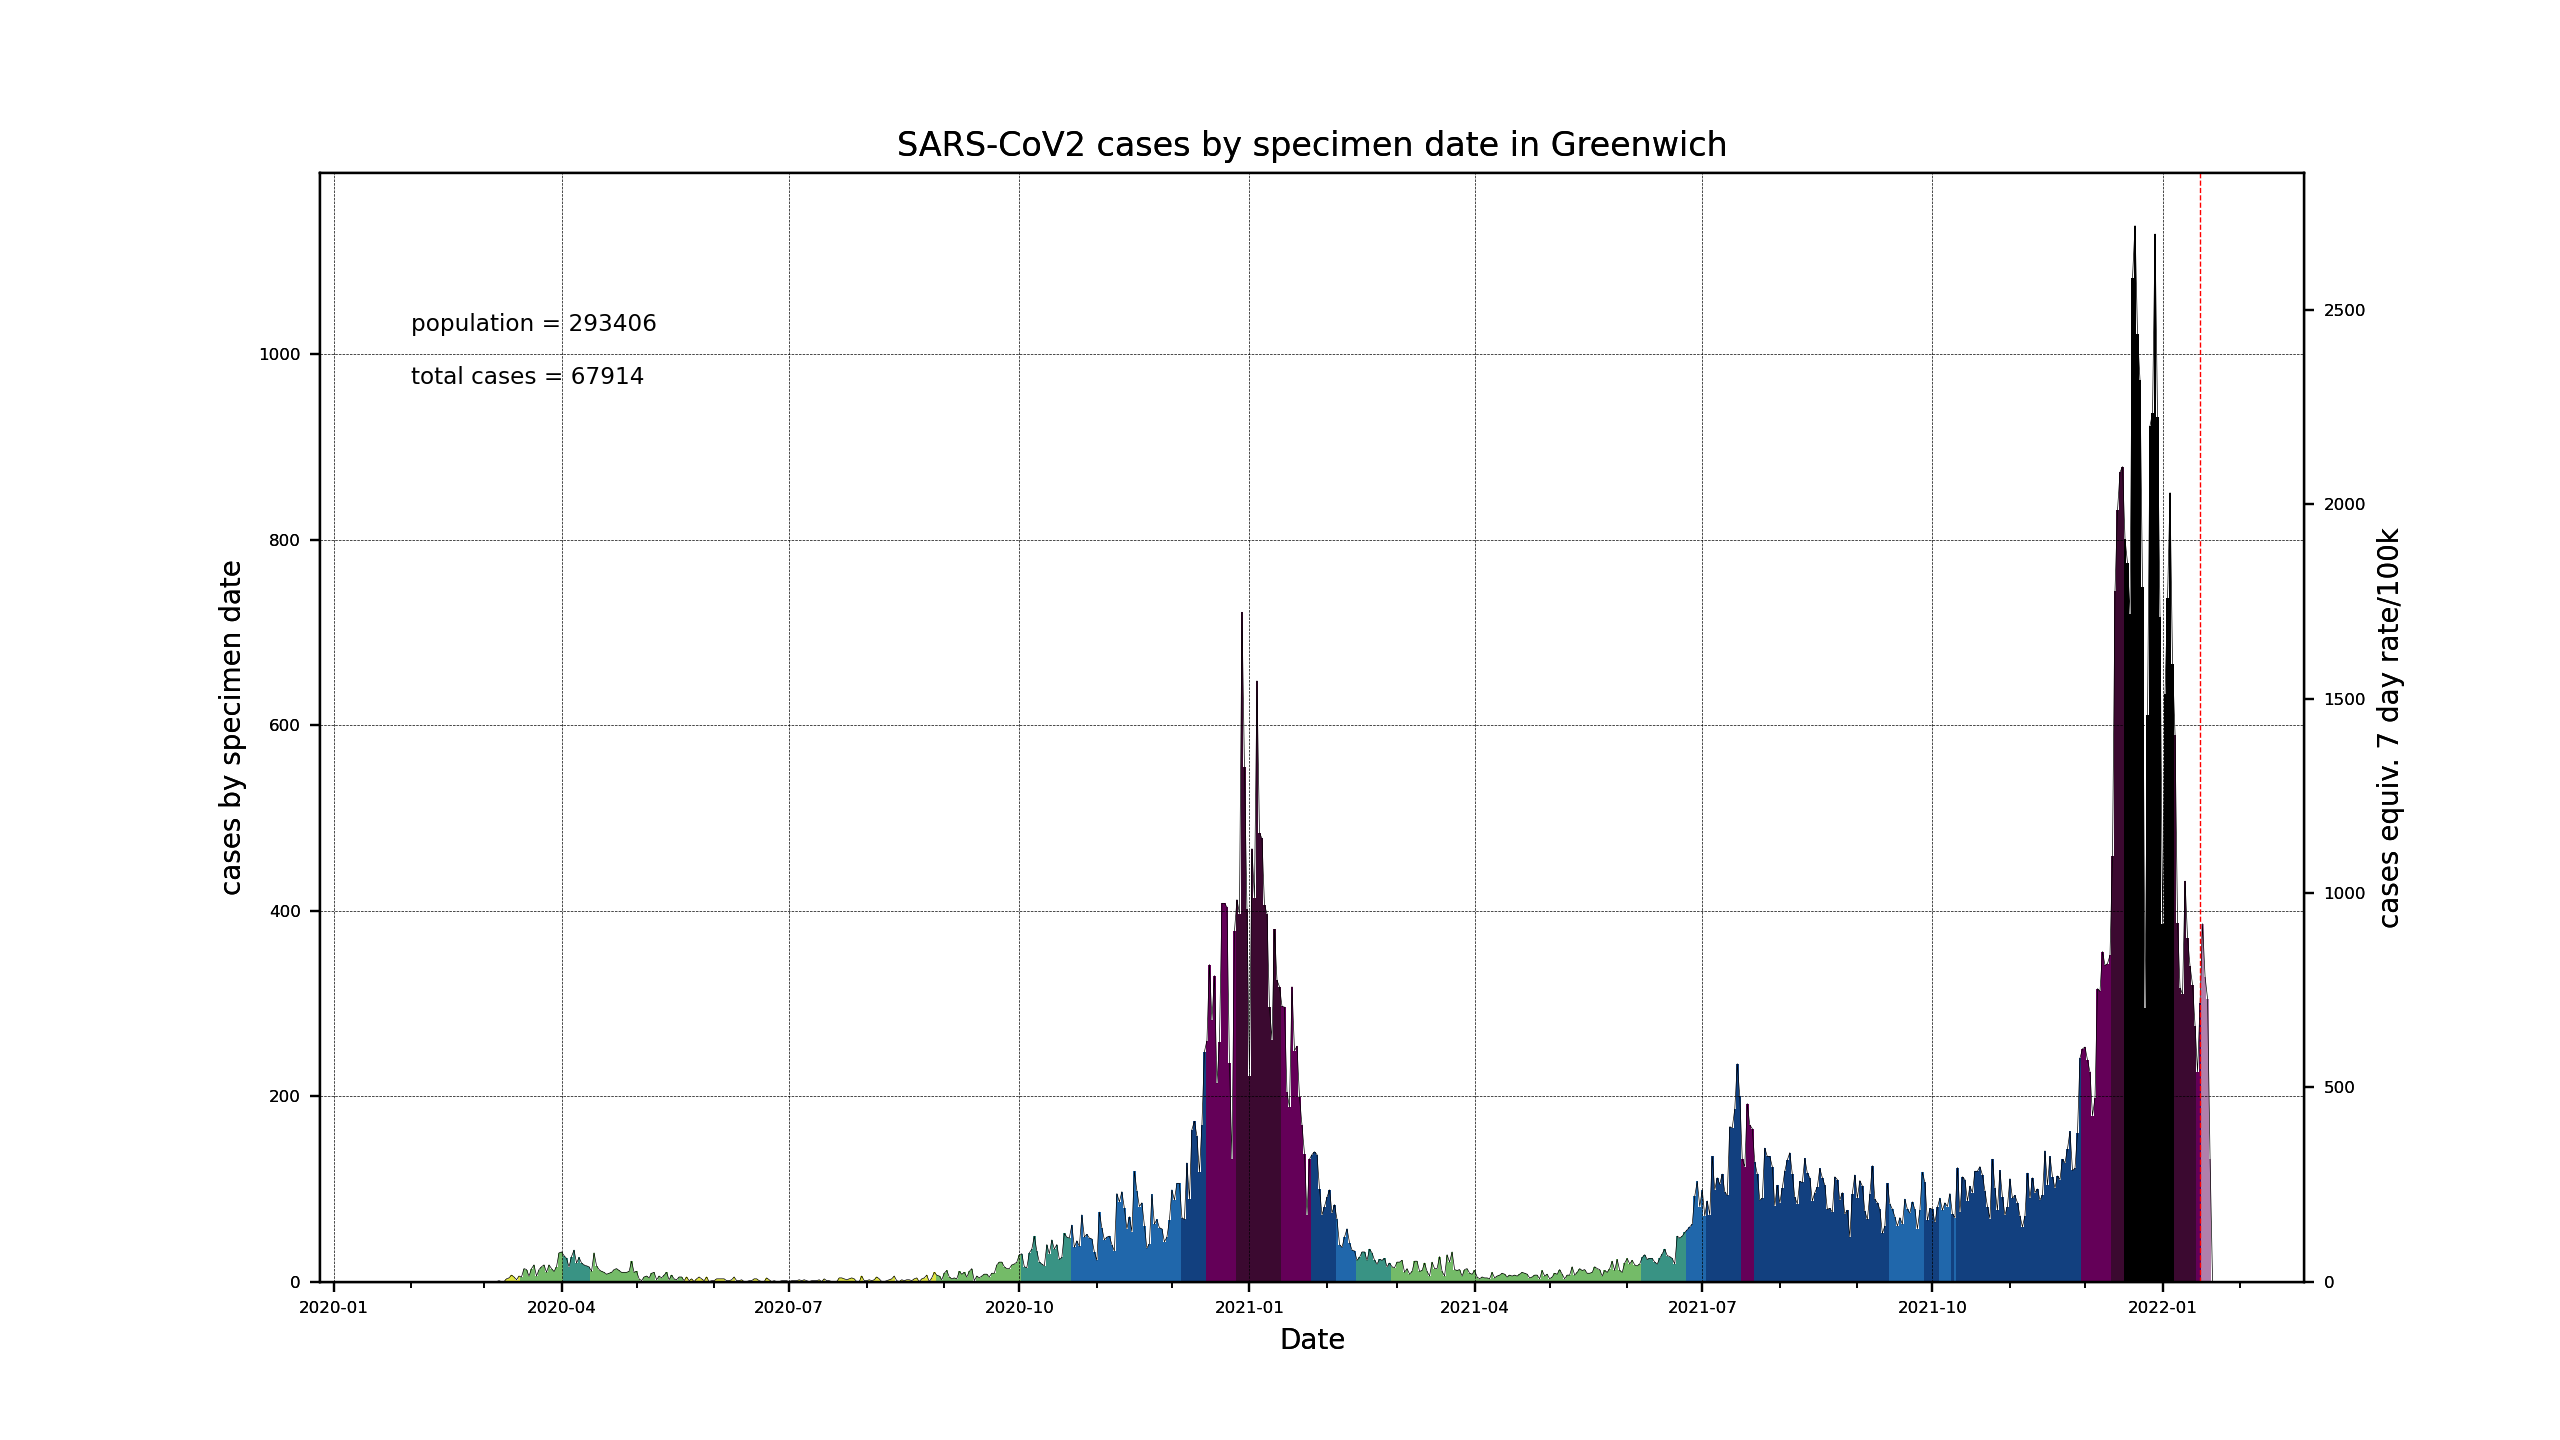 SARS-CoV2 cases by specimen date in Greenwich
population = 293406
total cases = 67914
cases by specimen date
1000
800
600
400
200
0
2500
2000
1500
1000
500
0
cases equiv. 7 day rate/100k
2020-01 2020-04 2020-07 2020-10 2021-01 2021-04 2021-07 2021-10 2022-01
Date